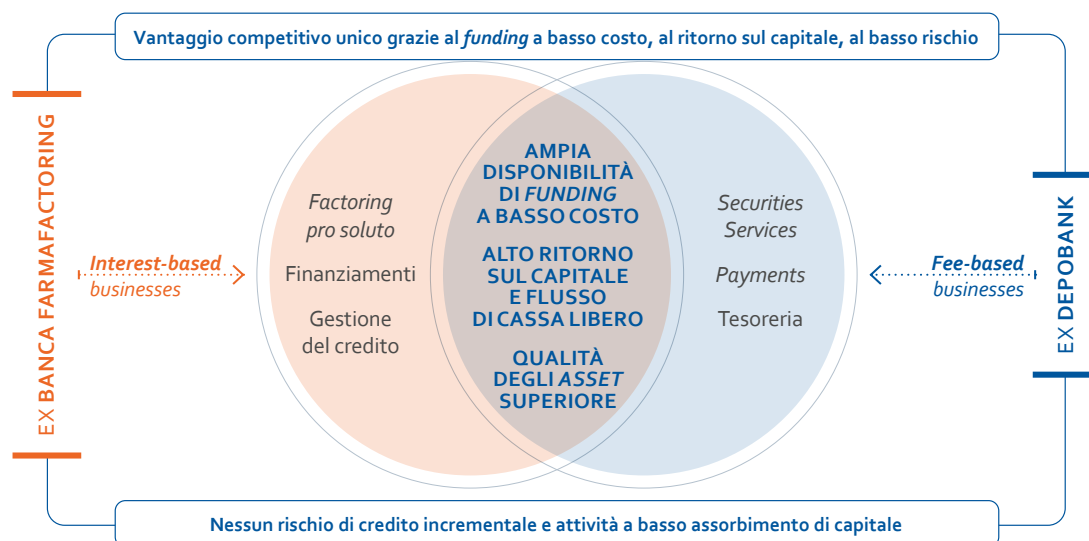 Vantaggio competitivo unico grazie al funding a basso costo, al ritorno sul capitale, al basso rischio
EX BANCA FARMAFACTORING
Interest-based
businesses
Factoring
pro soluto
Finanziamenti
Gestione
del credito
AMPIA
DISPONIBILITÀ
DI FUNDING
A BASSO COSTO
ALTO RITORNO
SUL CAPITALE
E FLUSSO
DI CASSA LIBERO
QUALITÀ
DEGLI ASSET
SUPERIORE
Securities
Services
Payments
Tesoreria
Fee-based
businesses
EX DEPOBANK
Nessun rischio di credito incrementale e attività a basso assorbimento di capitale